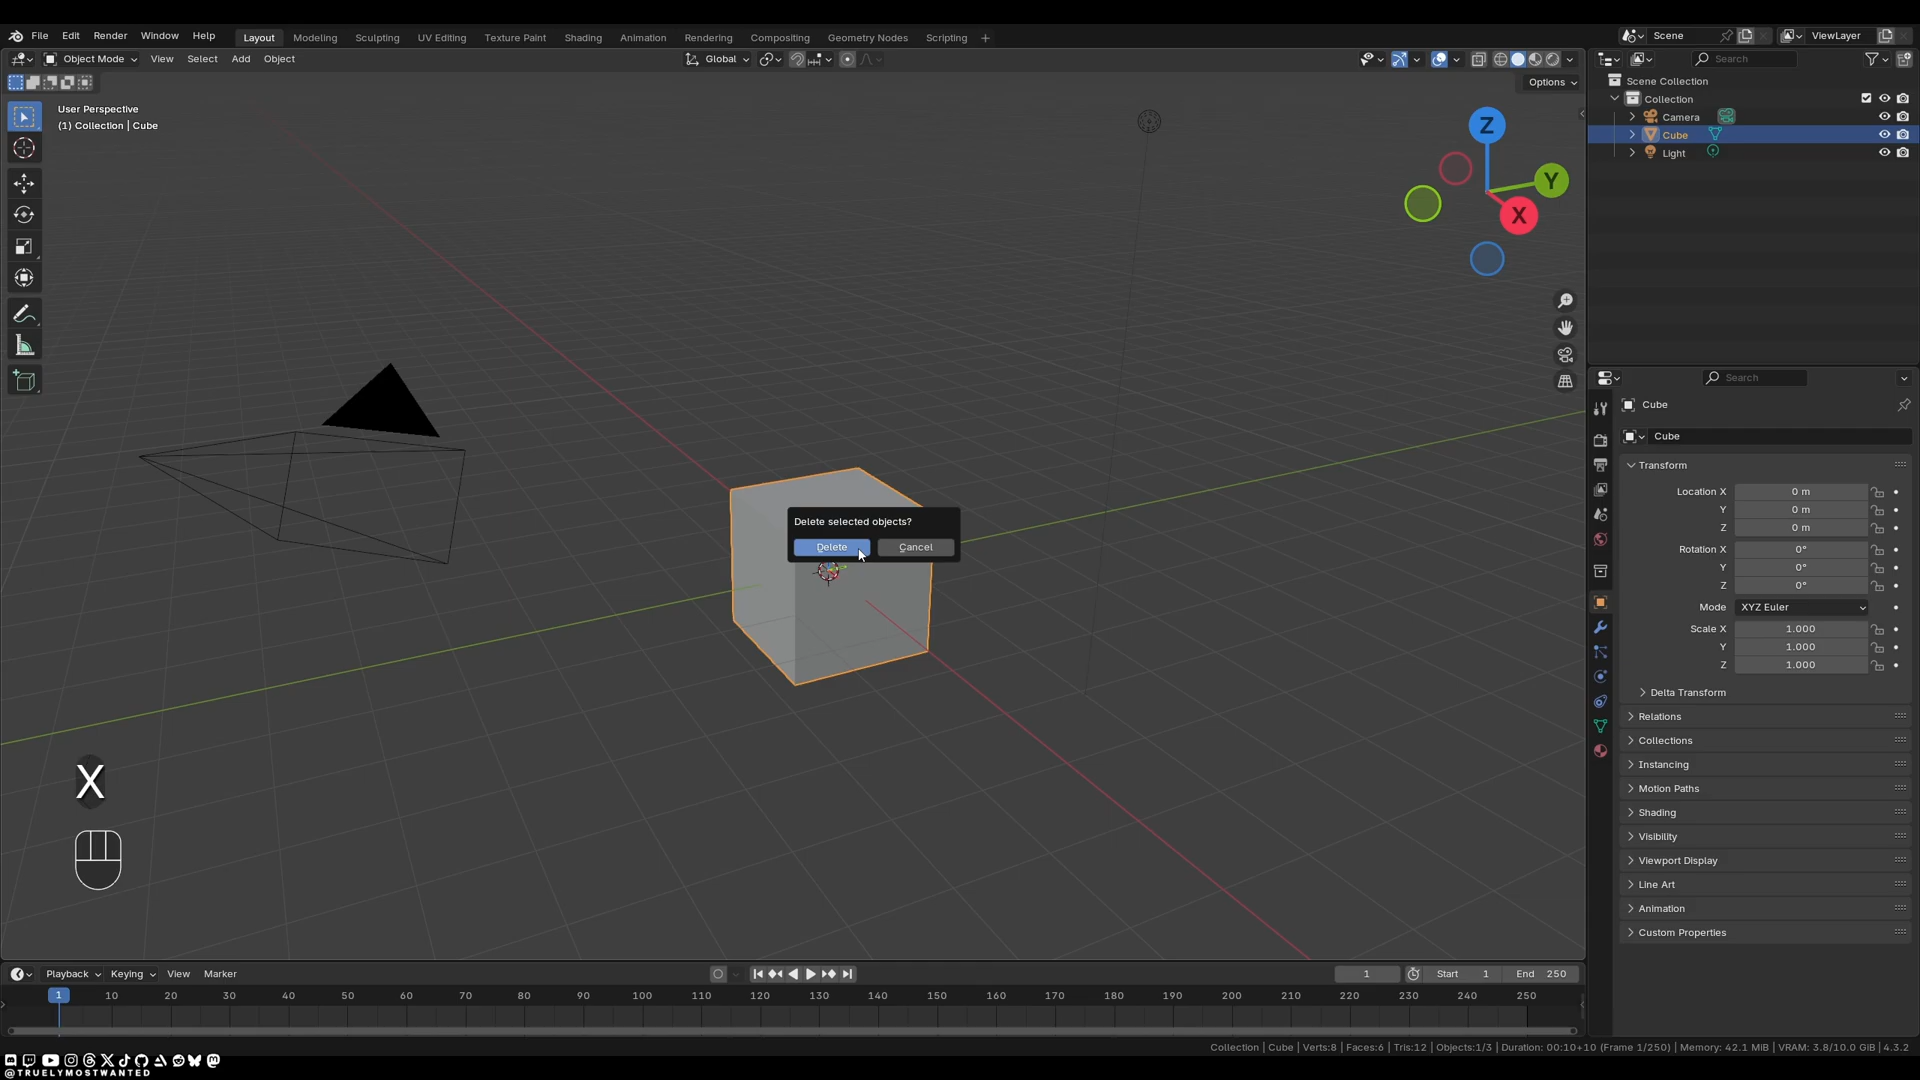 File Edit Render Window Help
Layout Modeling Sculpting UV Editing Texture Paint Shading Animation Rendering Compositing Geometry Nodes Scripting +
Scene
ViewLayer
Object Mode View Select Add Object
Global
Options
User Perspective
(1) Collection | Cube
Z
Y
X
Delete selected objects?
Delete Cancel
X
Search
Scene Collection
Collection
Camera
Cube
Light
Search
Cube
Cube
Transform
Location X 0 m
Y 0 m
Z 0 m
Rotation X 0°
Y 0°
Z 0°
Mode XYZ Euler
Scale X 1.000
Y 1.000
Z 1.000
Delta Transform
Relations
Collections
Instancing
Motion Paths
Shading
Visibility
Viewport Display
Line Art
Animation
Custom Properties
Playback Keying View Marker
1 Start 1 End 250
1 10 20 30 40 50 60 70 80 90 100 110 120 130 140 150 160 170 180 190 200 210 220 230 240 250
Collection | Cube | Verts:8 | Faces:6 | Tris:12 | Objects:1/3 | Duration: 00:10+10 (Frame 1/250) | Memory: 42.1 MiB | VRAM: 3.8/10.0 GiB | 4.3.2
@TRUELYMOSTWANTED